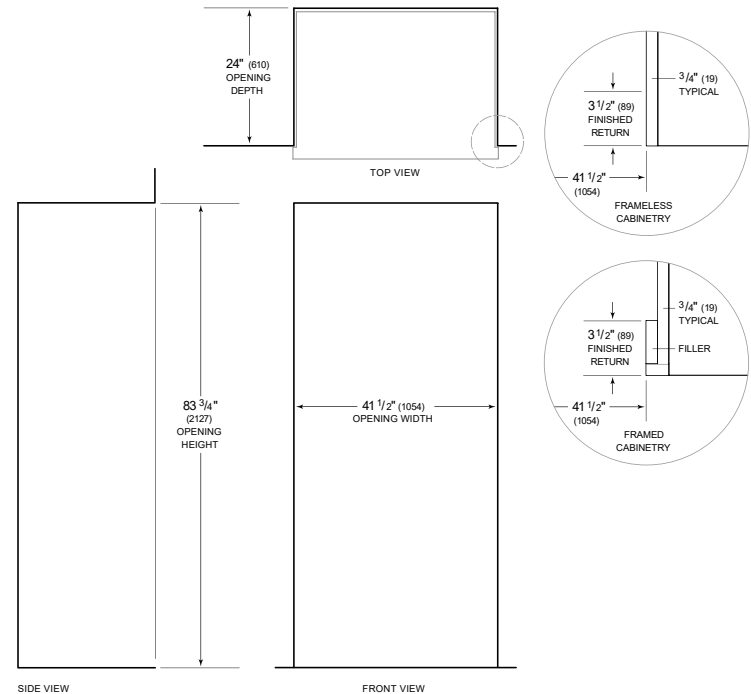 24" (610)
OPENING
DEPTH
TOP VIEW
3/4" (19)
TYPICAL
3 1/2" (89)
FINISHED
RETURN
41 1/2"
(1054)
FRAMELESS
CABINETRY
3/4" (19)
TYPICAL
3 1/2" (89)
FINISHED
RETURN
FILLER
41 1/2"
(1054)
FRAMED
CABINETRY
83 3/4"
(2127)
OPENING
HEIGHT
41 1/2" (1054)
OPENING WIDTH
SIDE VIEW
FRONT VIEW